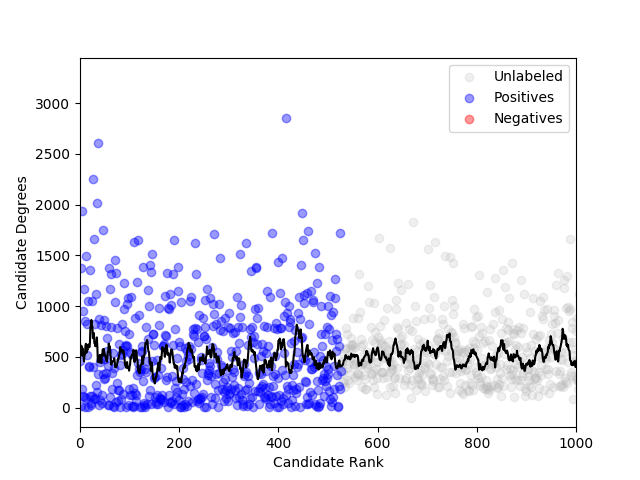 Unlabeled
Positives
Negatives
3000
2500
2000
1500
1000
500
0
Candidate Degrees
0 200 400 600 800 1000
Candidate Rank